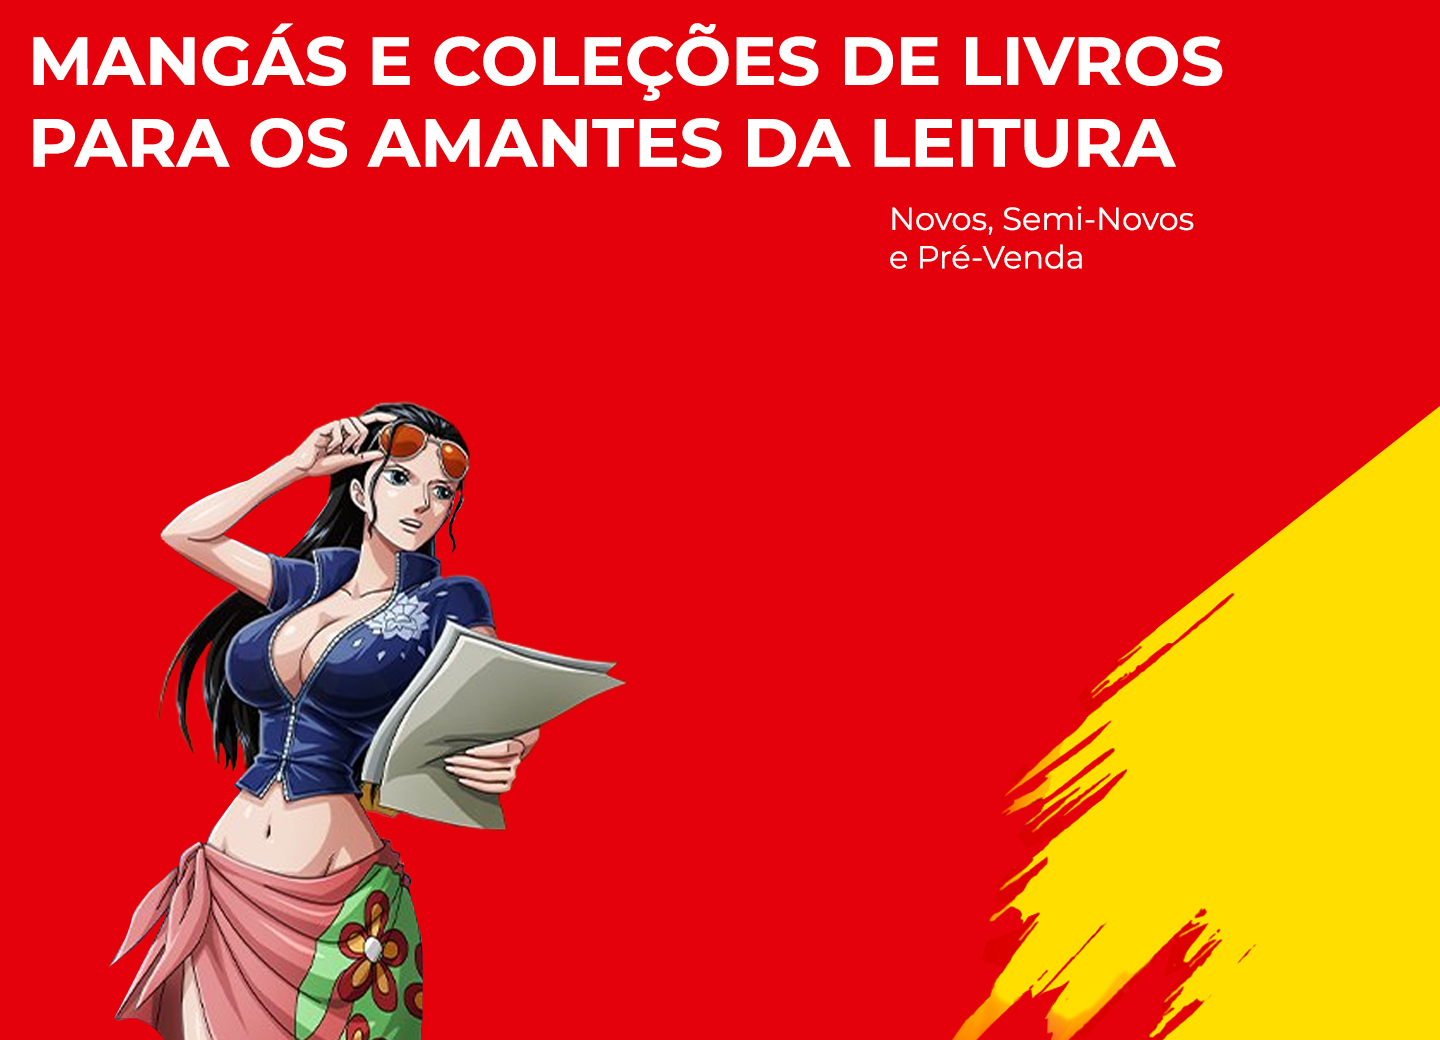 MANGÁS E COLEÇÕES DE LIVROS
PARA OS AMANTES DA LEITURA
Novos, Semi-Novos
e Pré-Venda